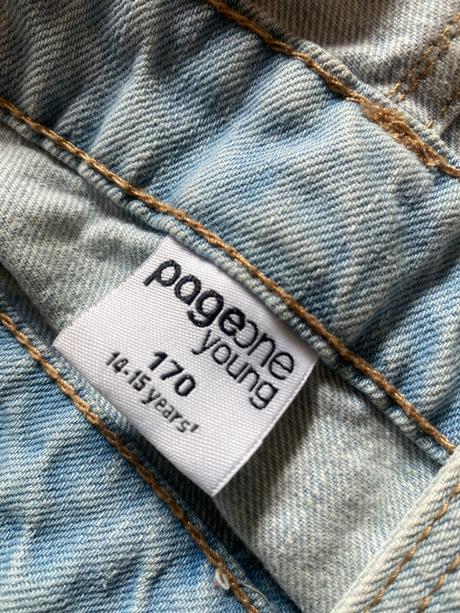 pageone
young
170
14-15 years'